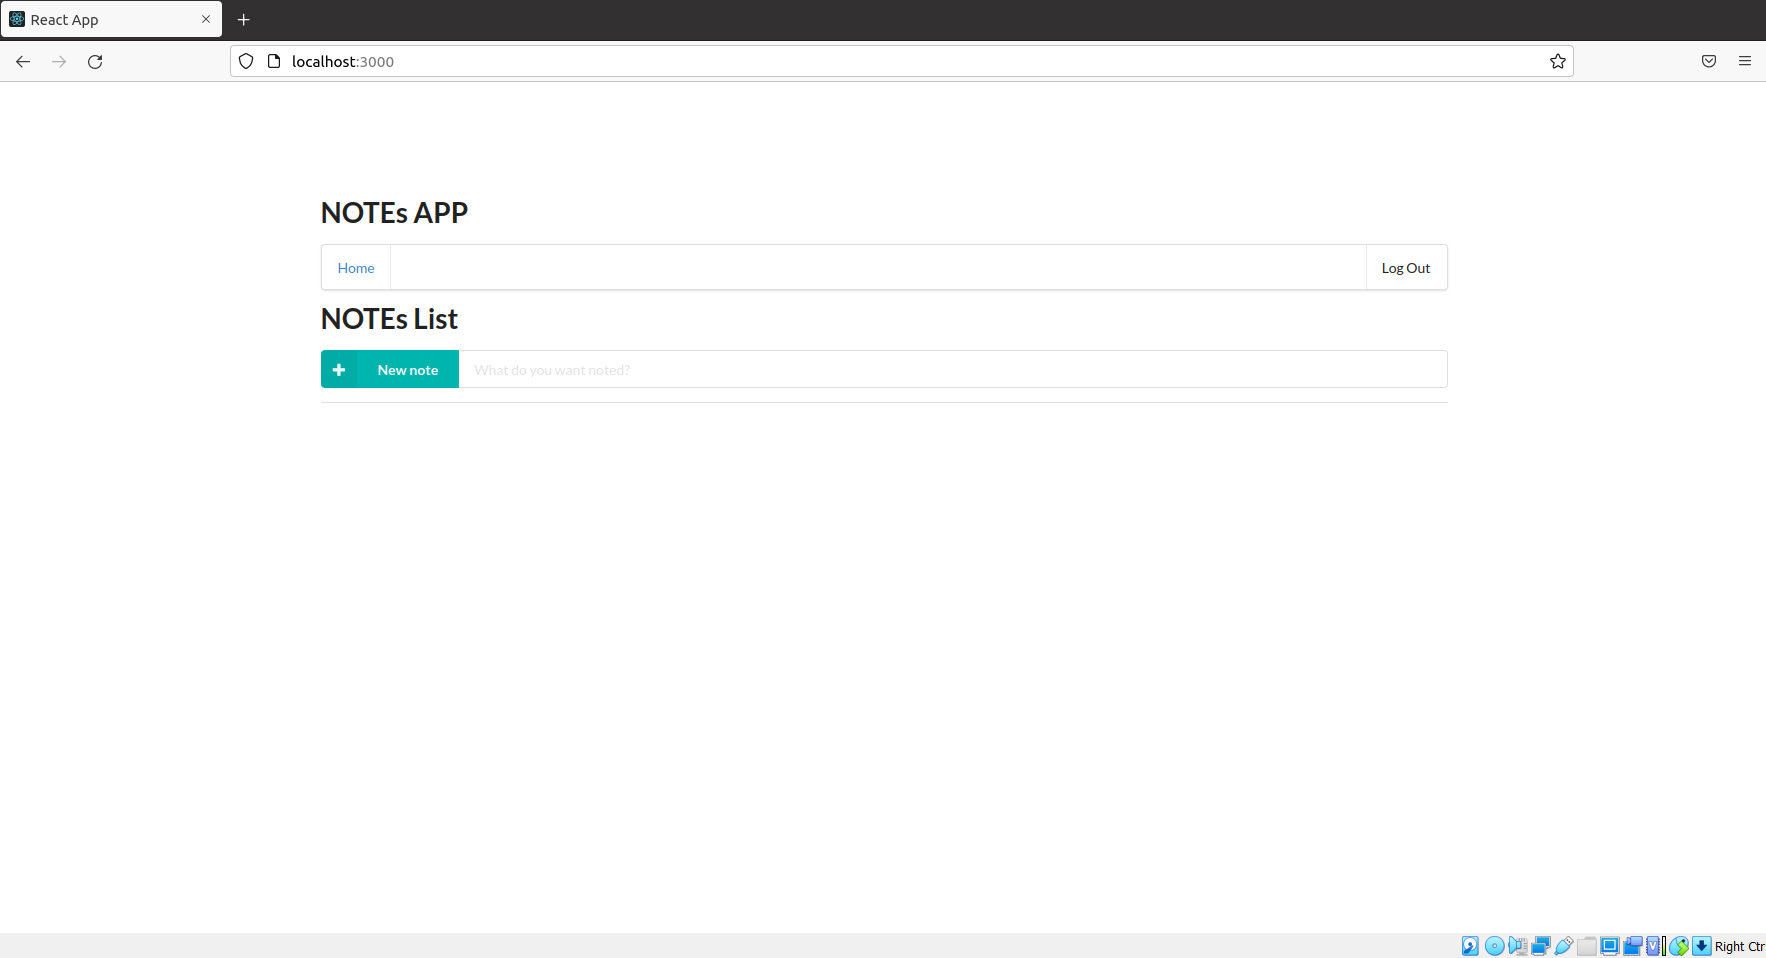 React App
localhost:3000
NOTEs APP
Home
Log Out
NOTEs List
New note
What do you want noted?
Right Ctr